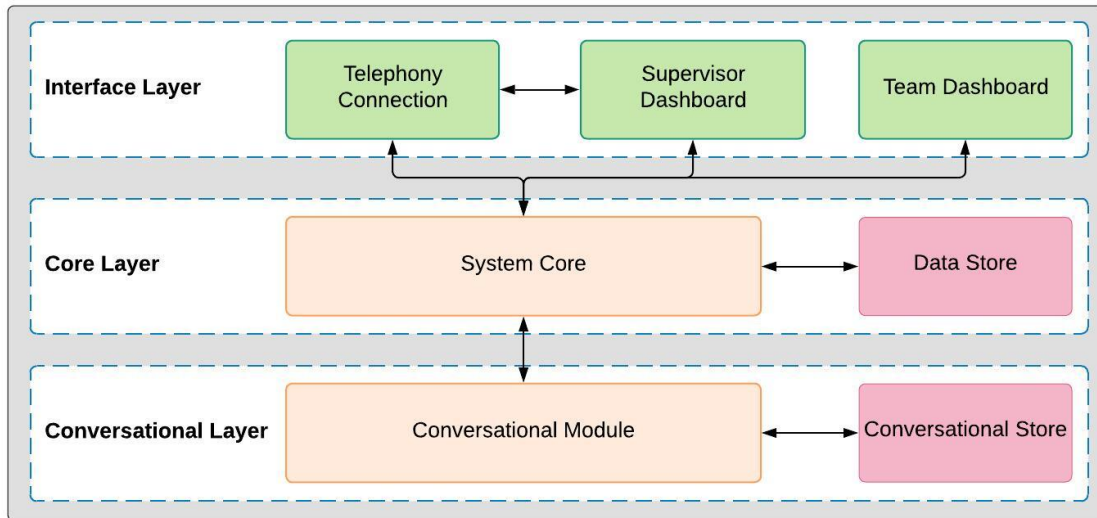 Interface Layer
Telephony
Connection
Supervisor
Dashboard
Team Dashboard
Core Layer
System Core
Data Store
Conversational Layer
Conversational Module
Conversational Store